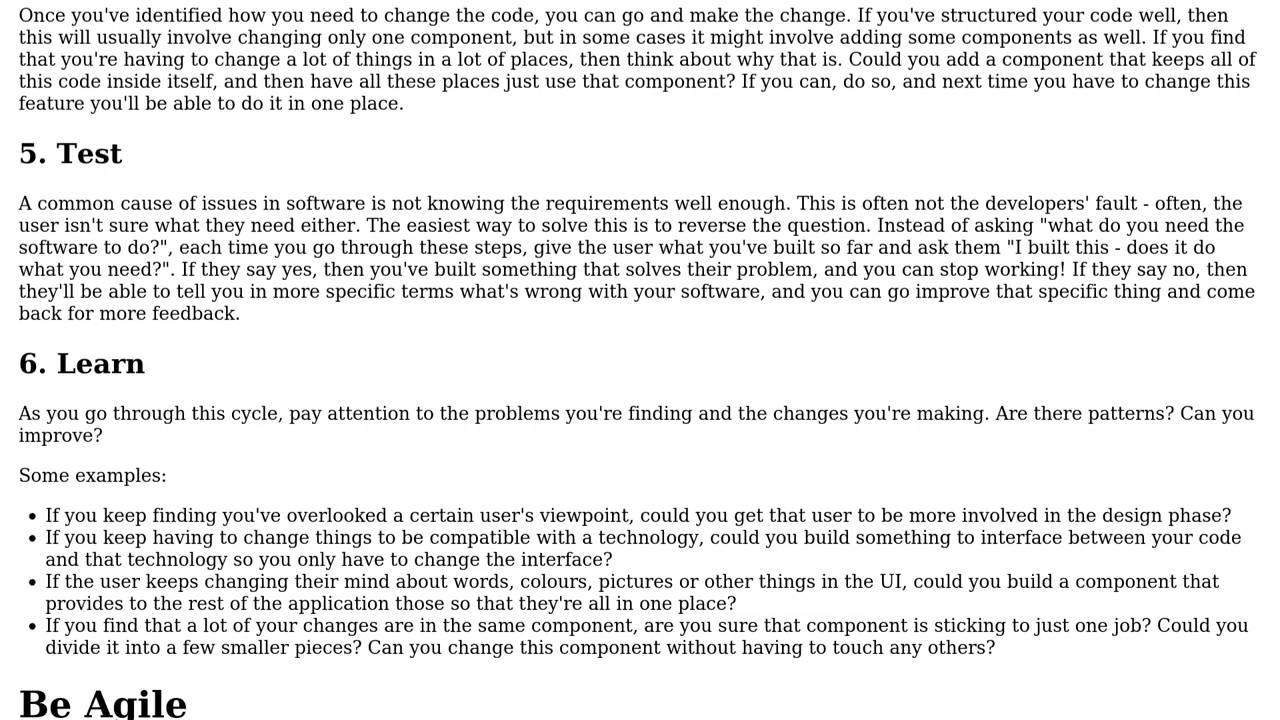 Once you've identified how you need to change the code, you can go and make the change. If you've structured your code well, then
this will usually involve changing only one component, but in some cases it might involve adding some components as well. If you find
that you're having to change a lot of things in a lot of places, then think about why that is. Could you add a component that keeps all of
this code inside itself, and then have all these places just use that component? If you can, do so, and next time you have to change this
feature you'll be able to do it in one place.
5. Test
A common cause of issues in software is not knowing the requirements well enough. This is often not the developers' fault - often, the
user isn't sure what they need either. The easiest way to solve this is to reverse the question. Instead of asking "what do you need the
software to do?", each time you go through these steps, give the user what you've built so far and ask them "I built this - does it do
what you need?". If they say yes, then you've built something that solves their problem, and you can stop working! If they say no, then
they'll be able to tell you in more specific terms what's wrong with your software, and you can go improve that specific thing and come
back for more feedback.
6. Learn
As you go through this cycle, pay attention to the problems you're finding and the changes you're making. Are there patterns? Can you
improve?
Some examples:
• If you keep finding you've overlooked a certain user's viewpoint, could you get that user to be more involved in the design phase?
• If you keep having to change things to be compatible with a technology, could you build something to interface between your code
and that technology so you only have to change the interface?
• If the user keeps changing their mind about words, colours, pictures or other things in the UI, could you build a component that
provides to the rest of the application those so that they're all in one place?
• If you find that a lot of your changes are in the same component, are you sure that component is sticking to just one job? Could you
divide it into a few smaller pieces? Can you change this component without having to touch any others?
Be Agile